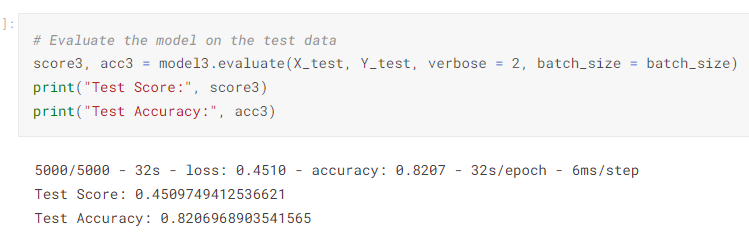 ]:
# Evaluate the model on the test data
score3, acc3 = model3.evaluate(X_test, Y_test, verbose = 2, batch_size = batch_size)
print("Test Score:", score3)
print("Test Accuracy:", acc3)
5000/5000 - 32s - loss: 0.4510 - accuracy: 0.8207 - 32s/epoch - 6ms/step
Test Score: 0.4509749412536621
Test Accuracy: 0.8206968903541565